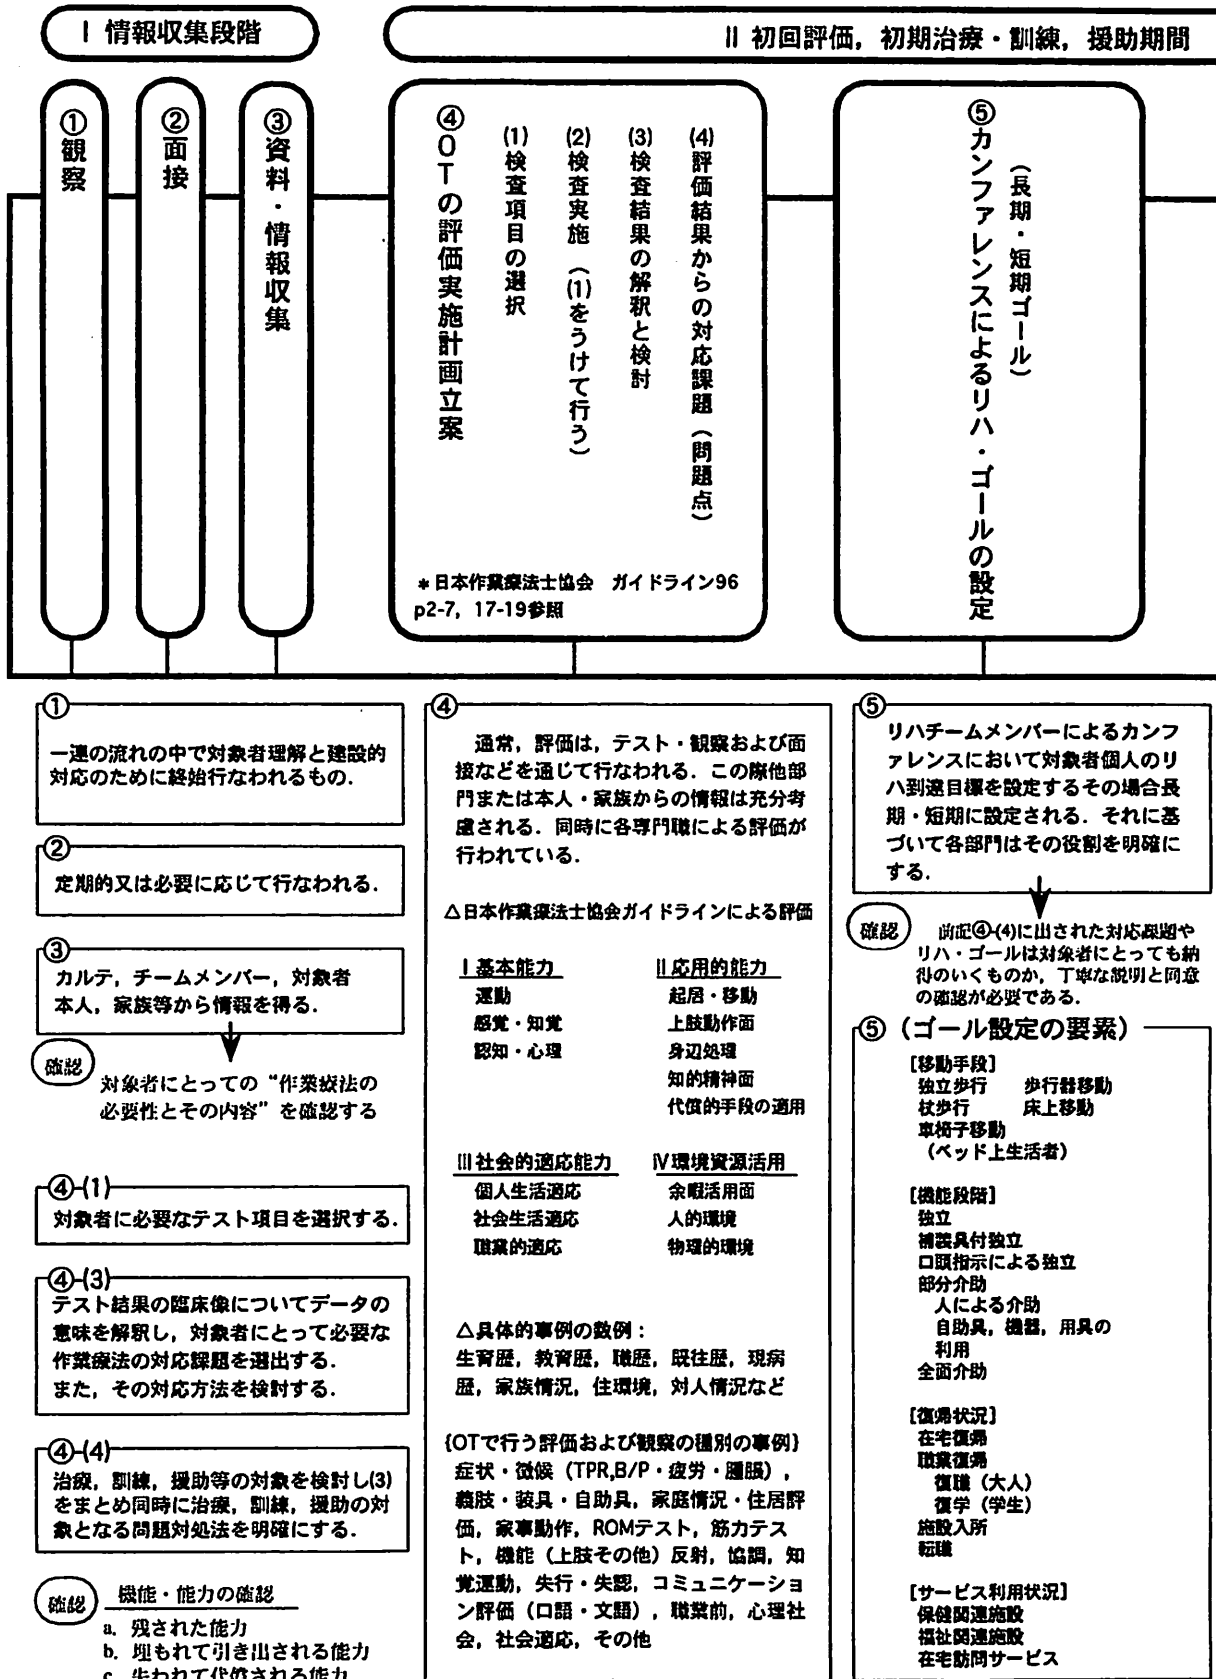 Ⅰ 情報収集段階
Ⅱ 初回評価，初期治療・訓練，援助期間
①観察
②面接
③資料・情報収集
④OTの評価実施計画立案
(1)検査項目の選択
(2)検査実施（(1)をうけて行う）
(3)検査結果の解釈と検討
(4)評価結果からの対応課題（問題点）
＊日本作業療法士協会　ガイドライン96
p2-7，17-19参照
⑤カンファレンスによるリハ・ゴールの設定
（長期・短期ゴール）
①
一連の流れの中で対象者理解と建設的
対応のために終始行なわれるもの．
②
定期的又は必要に応じて行なわれる．
③
カルテ，チームメンバー，対象者
本人，家族等から情報を得る．
確認
対象者にとっての“作業療法の
必要性とその内容”を確認する
④-(1)
対象者に必要なテスト項目を選択する．
④-(3)
テスト結果の臨床像についてデータの
意味を解釈し，対象者にとって必要な
作業療法の対応課題を選出する．
また，その対応方法を検討する．
④-(4)
治療，訓練，援助等の対象を検討し(3)
をまとめ同時に治療，訓練，援助の対
象となる問題対処法を明確にする．
確認
機能・能力の確認
a. 残された能力
b. 埋もれて引き出される能力
c. 失われて代償される能力
④
通常，評価は，テスト・観察および面
接などを通じて行なわれる．この際他部
門または本人・家族からの情報は充分考
慮される．同時に各専門職による評価が
行われている．
△日本作業療法士協会ガイドラインによる評価
Ⅰ基本能力
運動
感覚・知覚
認知・心理
Ⅱ応用的能力
起居・移動
上肢動作面
身辺処理
知的精神面
代償的手段の適用
Ⅲ社会的適応能力
個人生活適応
社会生活適応
職業的適応
Ⅳ環境資源活用
余暇活用面
人的環境
物理的環境
△具体的事例の数例：
生育歴，教育歴，職歴，既往歴，現病
歴，家族情況，住環境，対人情況など
{OTで行う評価および観察の種別の事例}
症状・徴候（TPR,B/P・疲労・腫脹），
義肢・装具・自助具，家庭情況・住居評
価，家事動作，ROMテスト，筋力テス
ト，機能（上肢その他）反射，協調，知
覚運動，失行・失認，コミュニケーショ
ン評価（口語・文語），職業前，心理社
会，社会適応，その他
⑤
リハチームメンバーによるカンフ
ァレンスにおいて対象者個人のリ
ハ到達目標を設定するその場合長
期・短期に設定される．それに基
づいて各部門はその役割を明確に
する．
確認
前記④-(4)に出された対応課題や
リハ・ゴールは対象者にとっても納
得のいくものか，丁寧な説明と同意
の確認が必要である．
⑤（ゴール設定の要素）
［移動手段］
独立歩行　歩行器移動
杖歩行　床上移動
車椅子移動
（ベッド上生活者）
［機能段階］
独立
補装具付独立
口頭指示による独立
部分介助
人による介助
自助具，機器，用具の
利用
全面介助
［復帰状況］
在宅復帰
職業復帰
復職（大人）
復学（学生）
施設入所
転職
［サービス利用状況］
保健関連施設
福祉関連施設
在宅訪問サービス